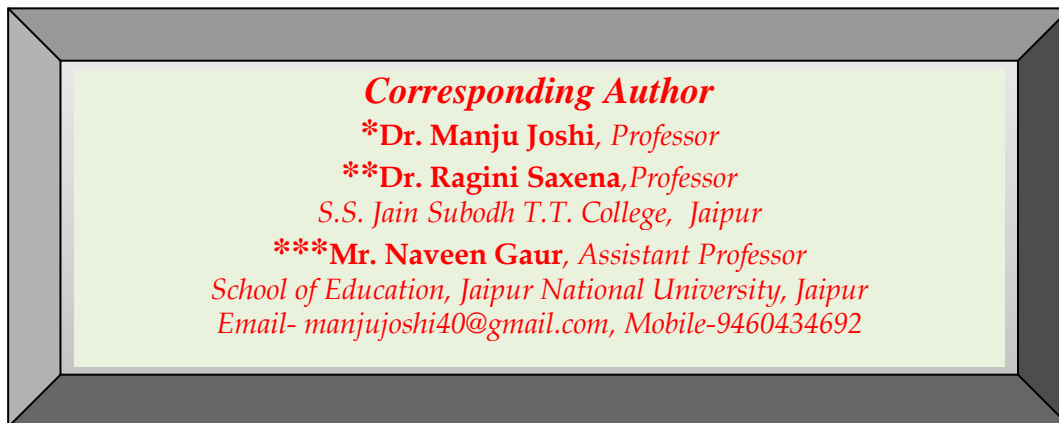 Corresponding Author
*Dr. Manju Joshi, Professor
**Dr. Ragini Saxena,Professor
S.S. Jain Subodh T.T. College, Jaipur
***Mr. Naveen Gaur, Assistant Professor
School of Education, Jaipur National University, Jaipur
Email- manjujoshi40@gmail.com, Mobile-9460434692